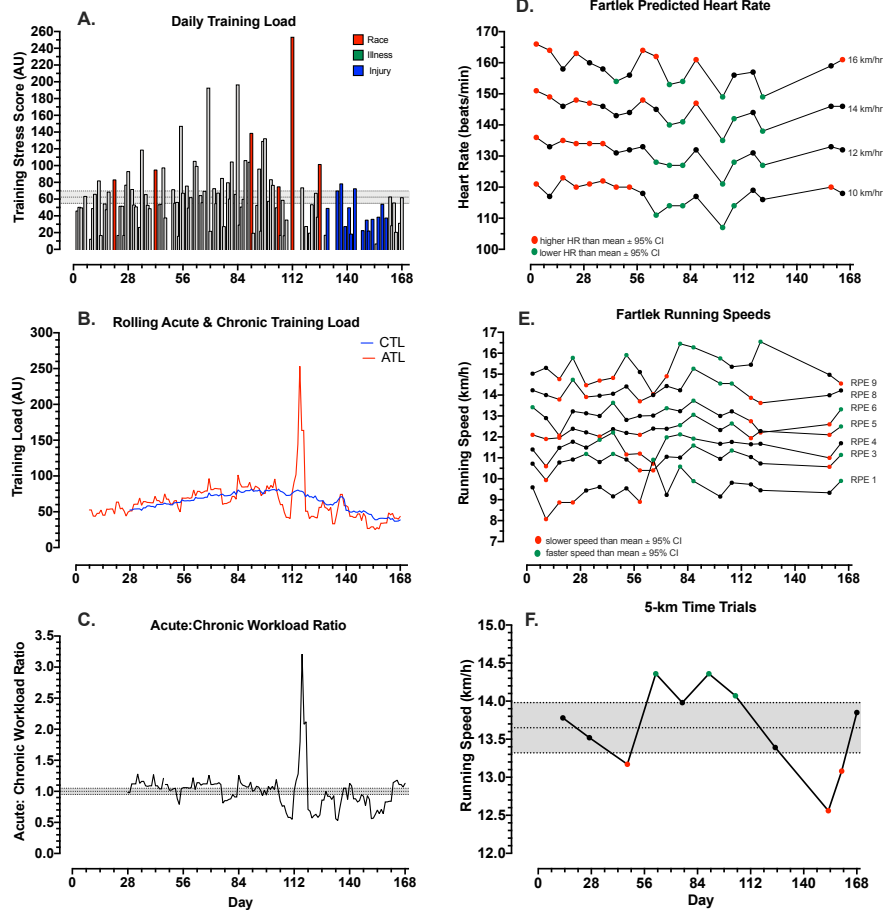 A.
Daily Training Load
Training Stress Score (AU)
260
240
220
200
180
160
140
120
100
80
60
40
20
0
Race
Illness
Injury
0 28 56 84 112 140 168
B.
Rolling Acute & Chronic Training Load
Training Load (AU)
300
250
200
150
100
50
0
CTL
ATL
0 28 56 84 112 140 168
C.
Acute:Chronic Workload Ratio
Acute: Chronic Workload Ratio
3.5
3.0
2.5
2.0
1.5
1.0
0.5
0.0
0 28 56 84 112 140 168
Day
D.
Fartlek Predicted Heart Rate
Heart Rate (beats/min)
170
160
150
140
130
120
110
100
16 km/hr
14 km/hr
12 km/hr
10 km/hr
higher HR than mean ± 95% CI
lower HR than mean ± 95% CI
0 28 56 84 112 140 168
E.
Fartlek Running Speeds
Running Speed (km/h)
17
16
15
14
13
12
11
10
9
8
7
RPE 9
RPE 8
RPE 6
RPE 5
RPE 4
RPE 3
RPE 1
slower speed than mean ± 95% CI
faster speed than mean ± 95% CI
0 28 56 84 112 140 168
F.
5-km Time Trials
Running Speed (km/h)
15.0
14.5
14.0
13.5
13.0
12.5
12.0
0 28 56 84 112 140 168
Day